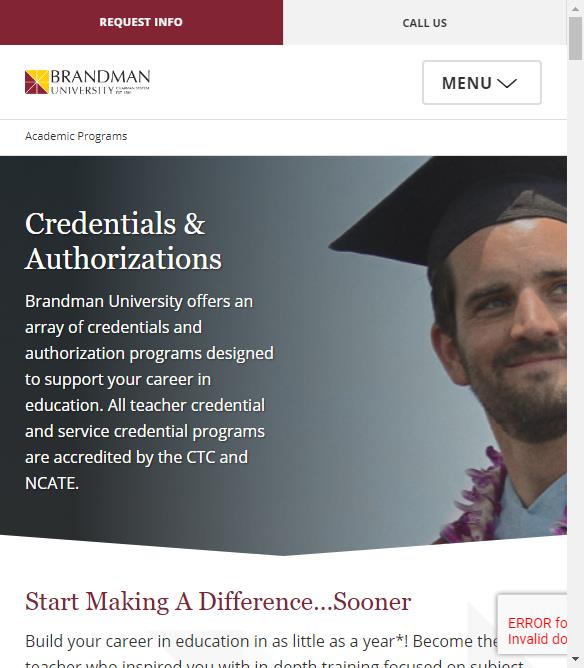 REQUEST INFO
CALL US
BRANDMAN
UNIVERSITY
MENU
Academic Programs
Credentials &
Authorizations
Brandman University offers an
array of credentials and
authorization programs designed
to support your career in
education. All teacher credential
and service credential programs
are accredited by the CTC and
NCATE.
Start Making A Difference...Sooner
ERROR fo
Invalid do
Build your career in education in as little as a year*! Become the
teacher who inspired you with in-depth training focused on subject